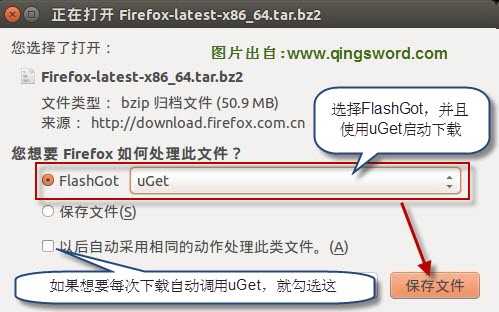 正在打开 Firefox-latest-x86_64.tar.bz2
您选择了打开：
图片出自:www.qingsword.com
Firefox-latest-x86_64.tar.bz2
文件类型： bzip 归档文件 (50.9 MB)
来源： http://download.firefox.com.cn
选择FlashGot，并且
使用uGet启动下载
您想要 Firefox 如何处理此文件？
FlashGot
uGet
保存文件(S)
以后自动采用相同的动作处理此类文件。(A)
如果想要每次下载自动调用uGet，就勾选这
保存文件